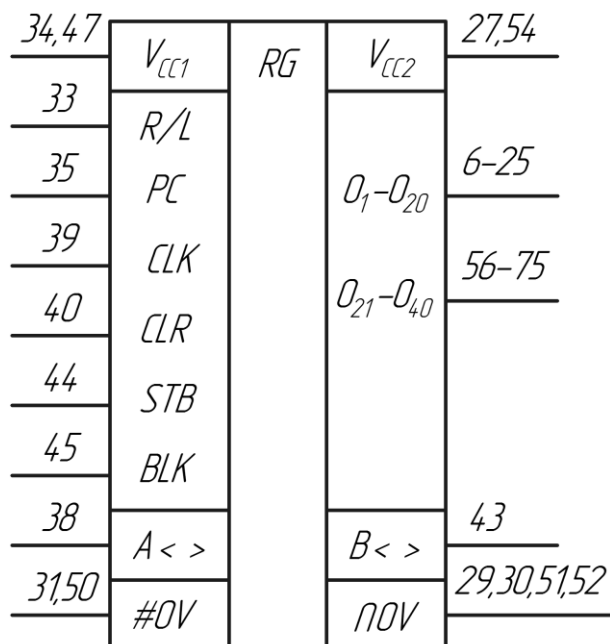 34,47 V_CC1 RG V_CC2 27,54
33 R/L
35 PC O_1-O_20 6-25
39 CLK O_21-O_40 56-75
40 CLR
44 STB
45 BLK
38 A< > B< > 43
31,50 #0V ∩0V 29,30,51,52